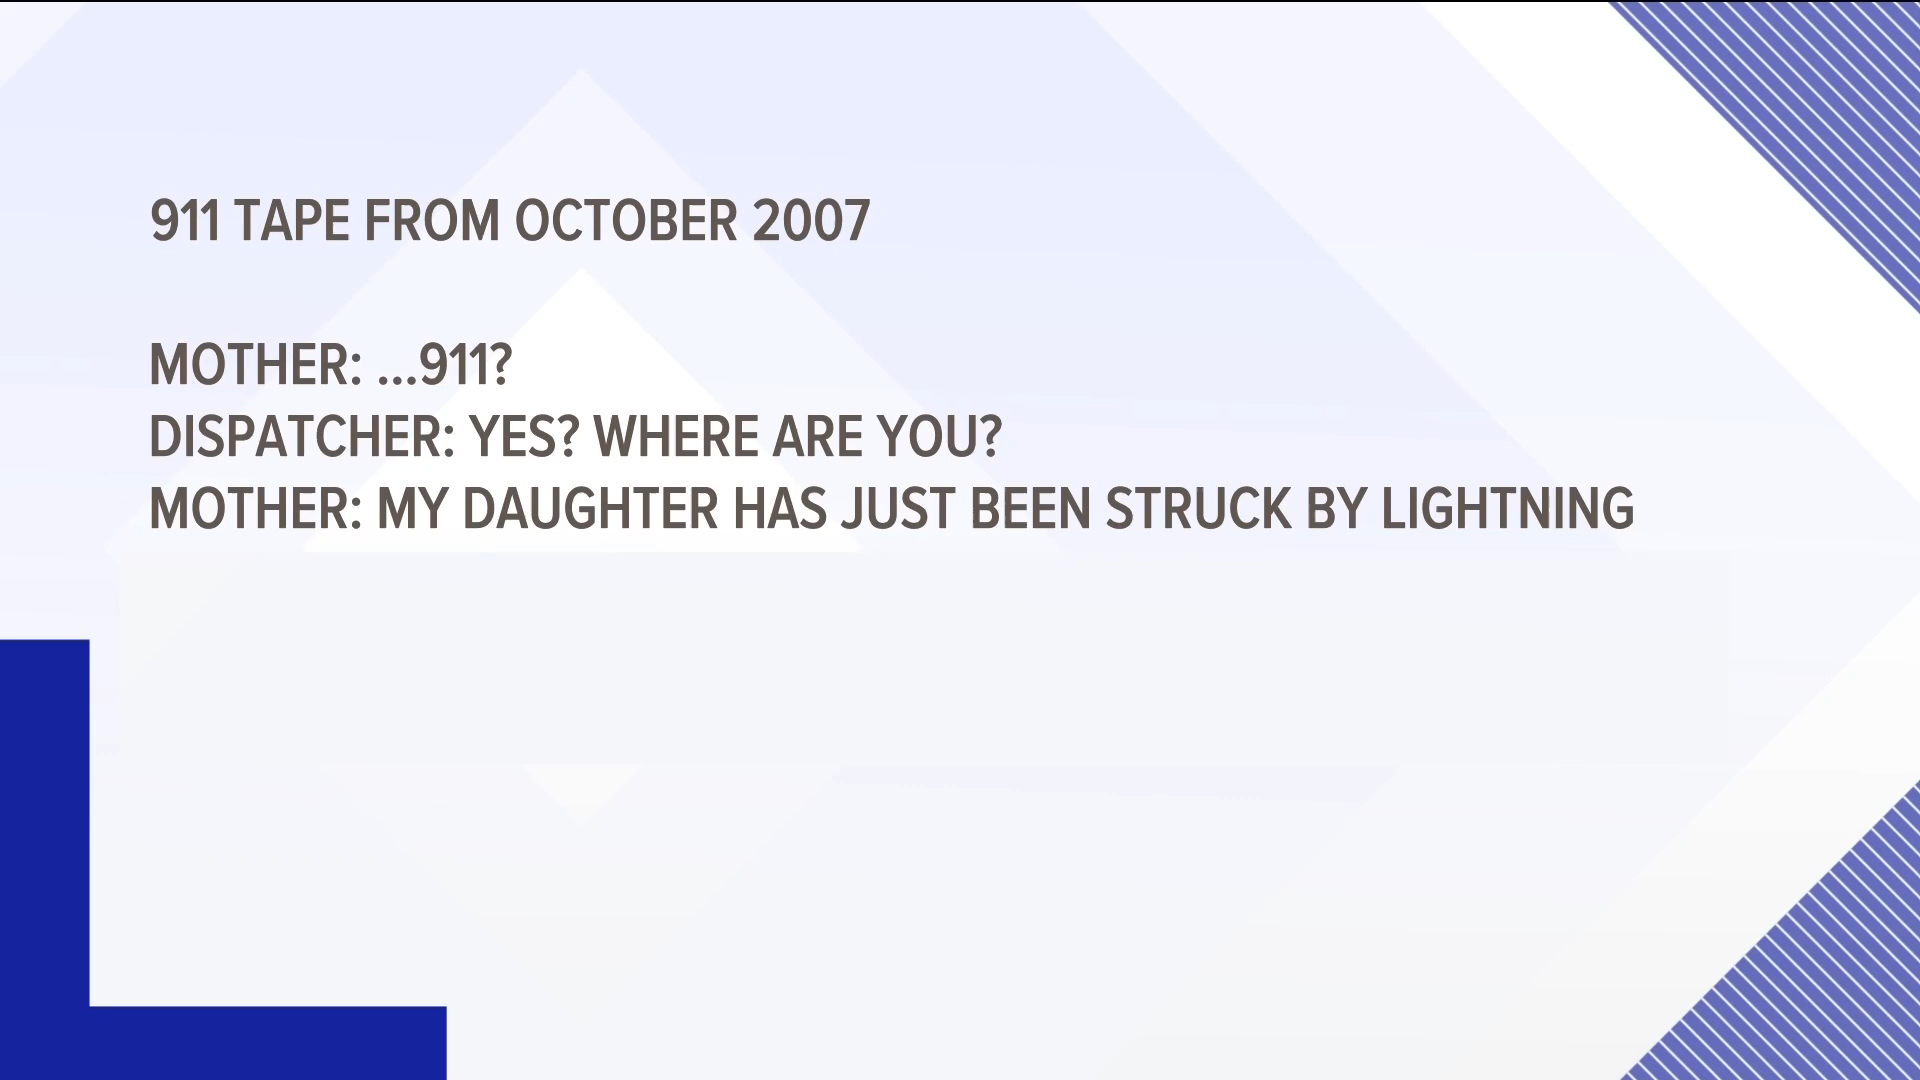 911 TAPE FROM OCTOBER 2007
MOTHER: ...911?
DISPATCHER: YES? WHERE ARE YOU?
MOTHER: MY DAUGHTER HAS JUST BEEN STRUCK BY LIGHTNING